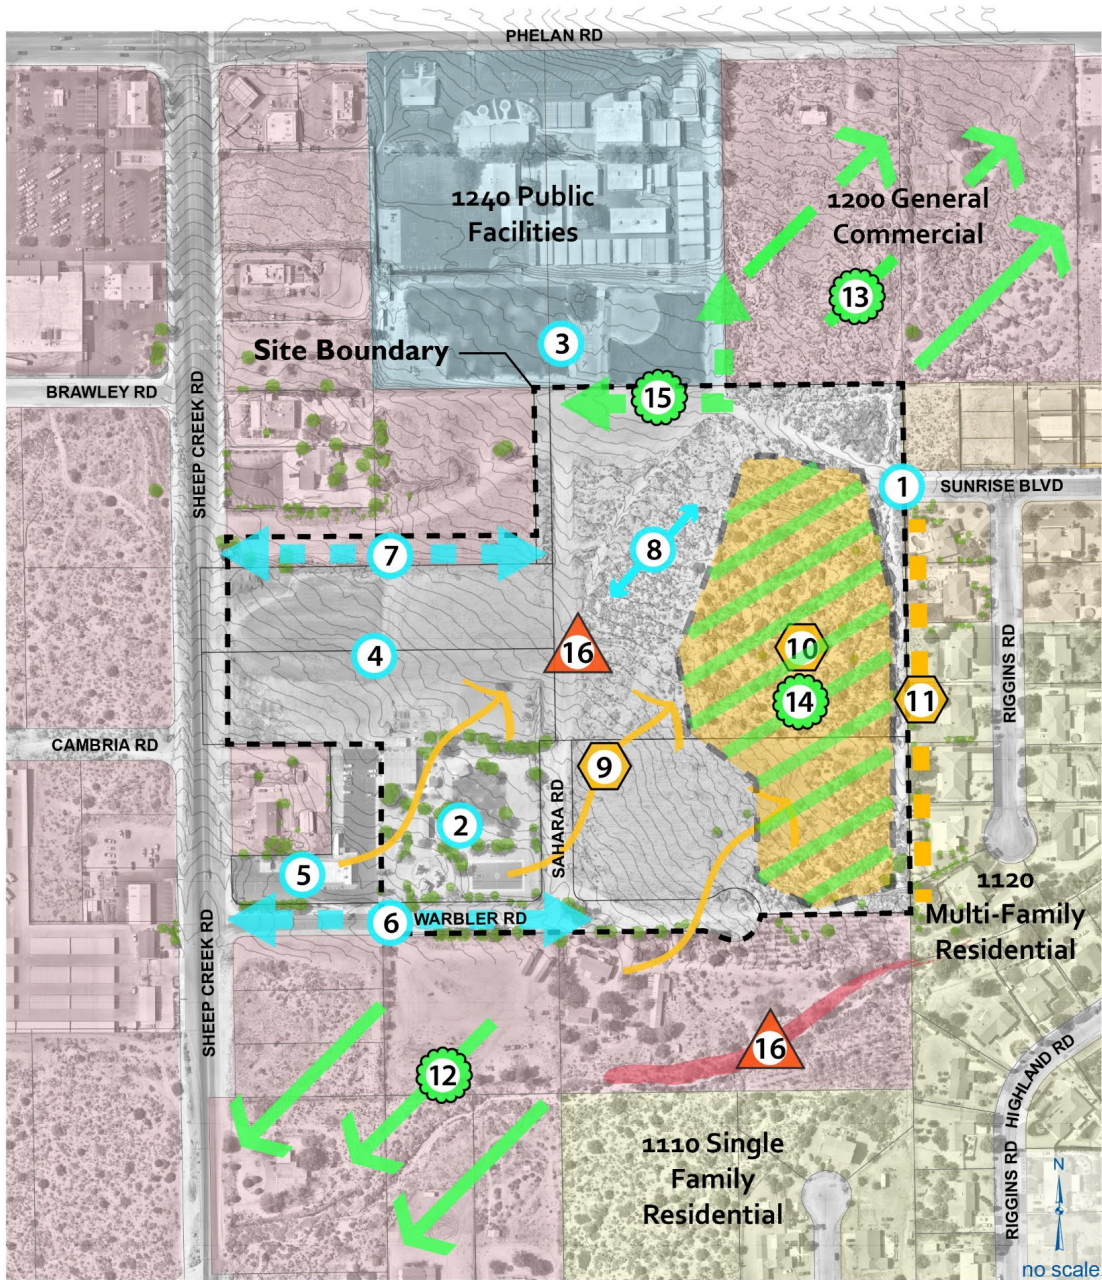 PHELAN RD
1240 Public
Facilities
1200 General
Commercial
13
3
Site Boundary
BRAWLEY RD
SHEEP CREEK RD
15
1
SUNRISE BLVD
7
8
4
16
10
14
11
RIGGINS RD
CAMBRIA RD
9
2
SAHARA RD
5
6
WARBLER RD
1120
Multi-Family
Residential
SHEEP CREEK RD
16
12
HIGHLAND RD
1110 Single
Family
Residential
RIGGINS RD
N
no scale